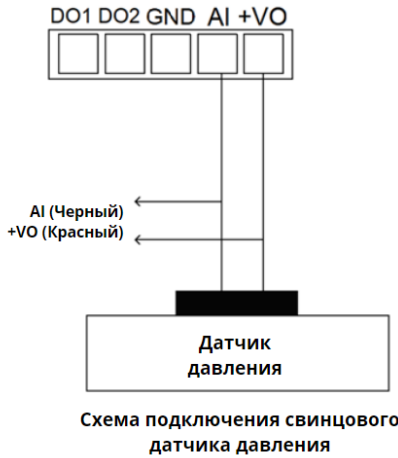 DO1 DO2 GND AI +VO
AI (Черный)
+VO (Красный)
Датчик
давления
Схема подключения свинцового
датчика давления